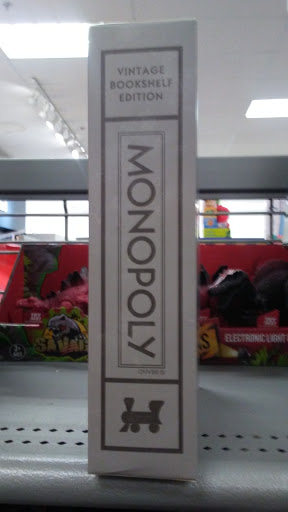 VINTAGE
BOOKSHELF
EDITION
MONOPOLY
ELECTRONIC LIGHT